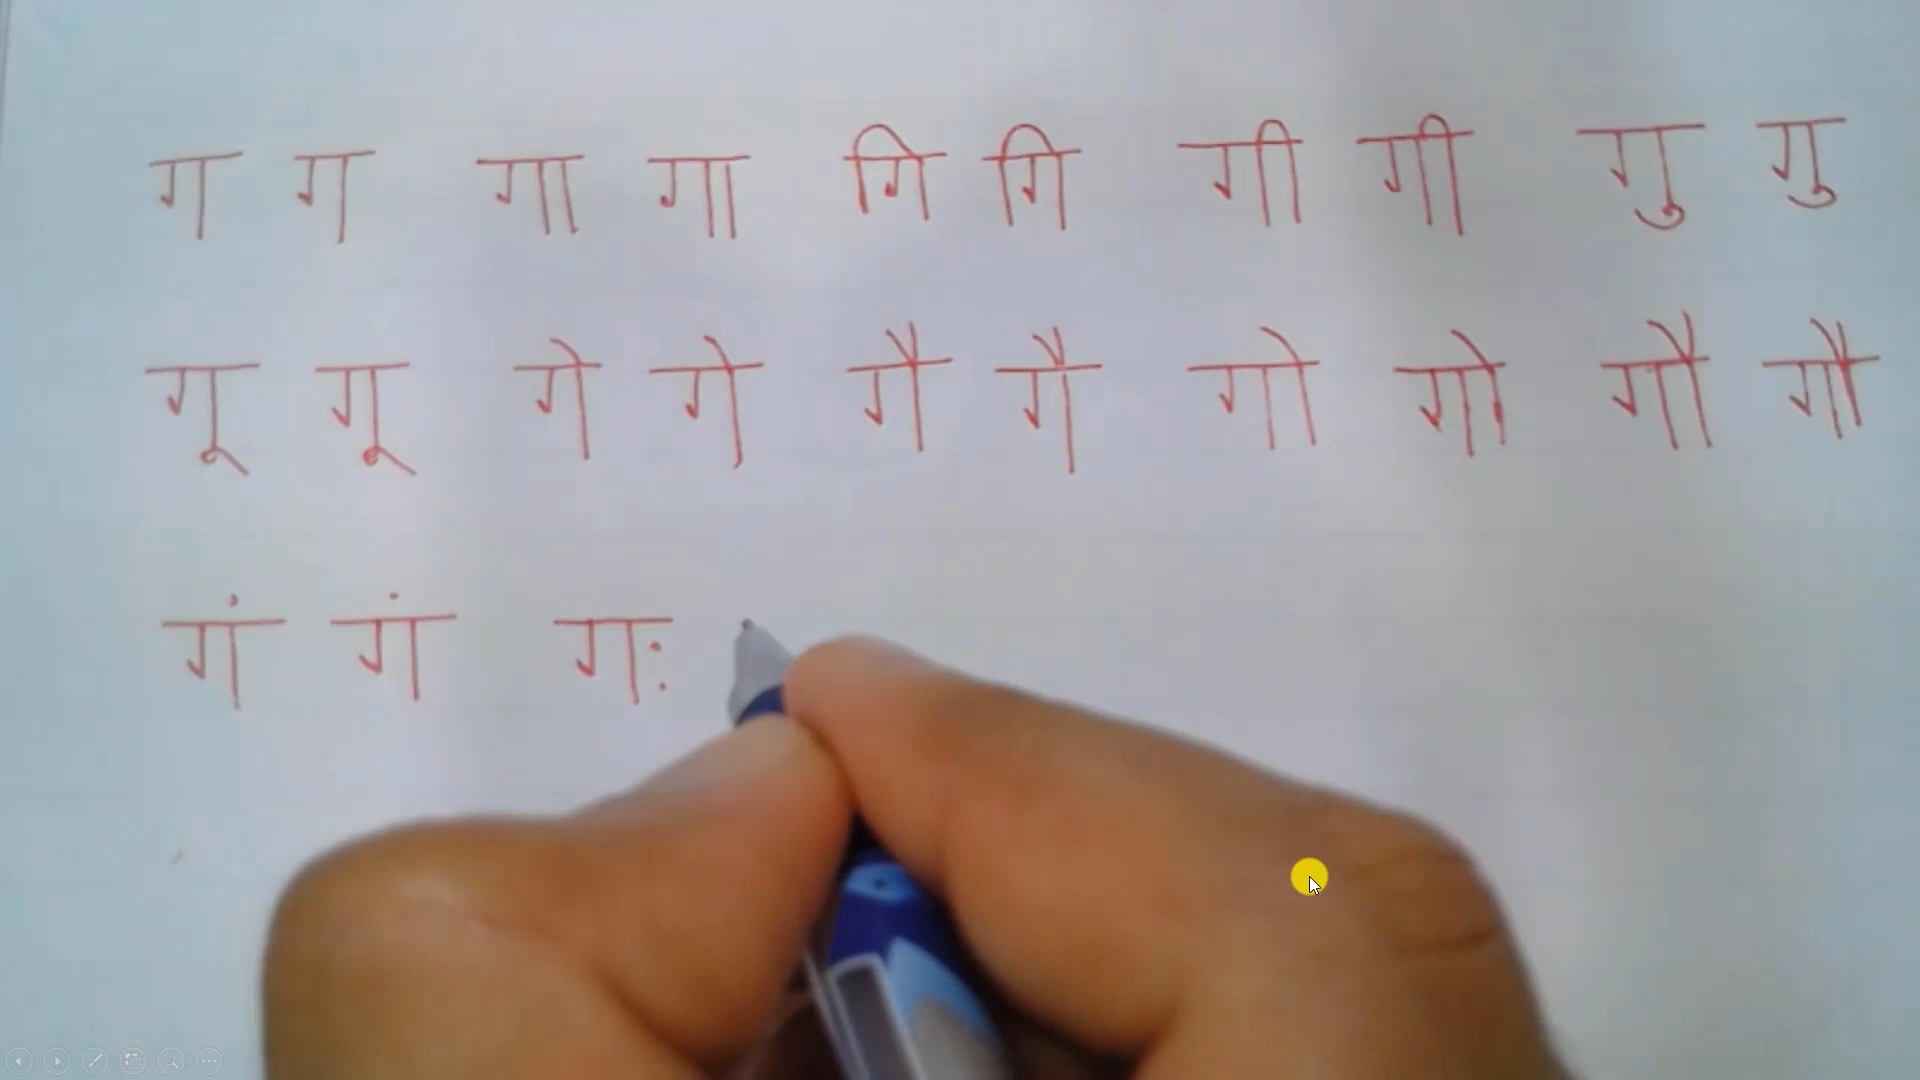 ग ग गा गा गि गि गी गी गु गु
गू गू गे गे गै गै गो गो गौ गौ
गं गं गः